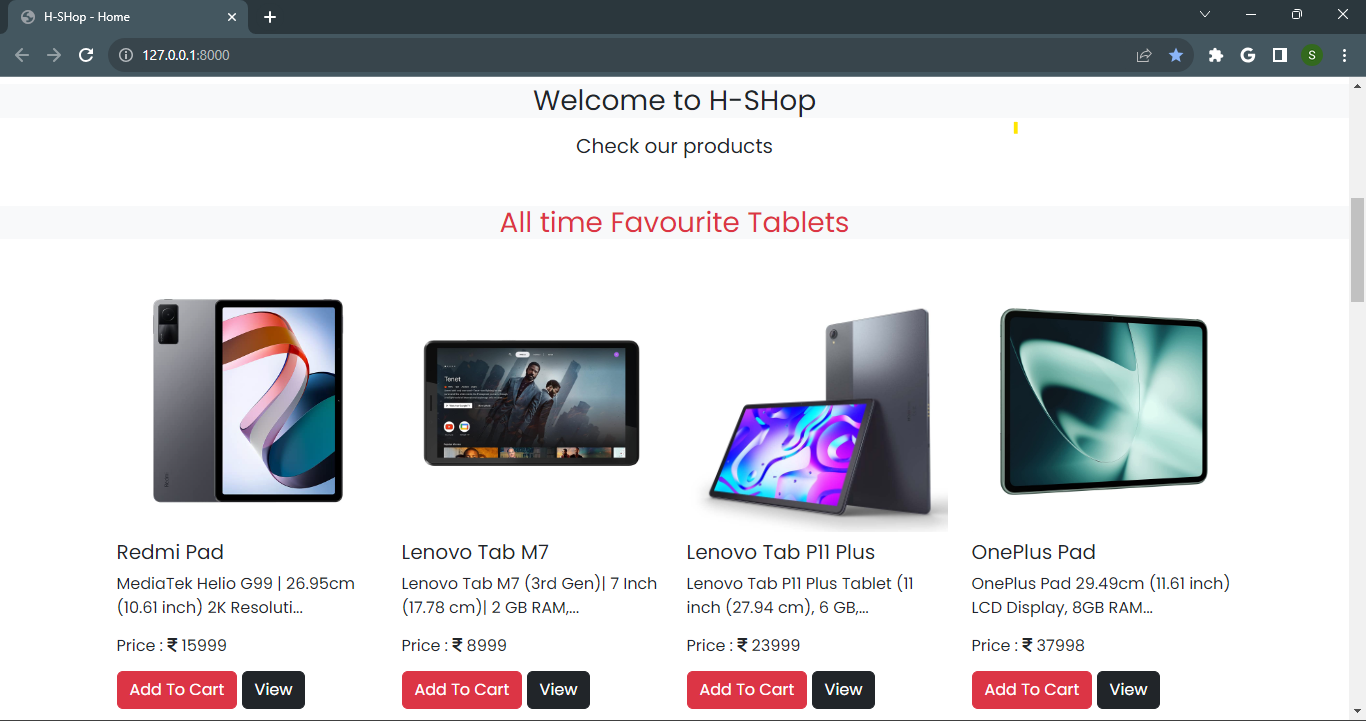 H-SHop - Home
127.0.0.1:8000
S
Welcome to H-SHop
Check our products
All time Favourite Tablets
Tenet
Redmi Pad
MediaTek Helio G99 | 26.95cm
(10.61 inch) 2K Resoluti...
Price : ₹ 15999
Add To Cart View
Lenovo Tab M7
Lenovo Tab M7 (3rd Gen)| 7 Inch
(17.78 cm)| 2 GB RAM,...
Price : ₹ 8999
Add To Cart View
Lenovo Tab P11 Plus
Lenovo Tab P11 Plus Tablet (11
inch (27.94 cm), 6 GB,...
Price : ₹ 23999
Add To Cart View
OnePlus Pad
OnePlus Pad 29.49cm (11.61 inch)
LCD Display, 8GB RAM...
Price : ₹ 37998
Add To Cart View